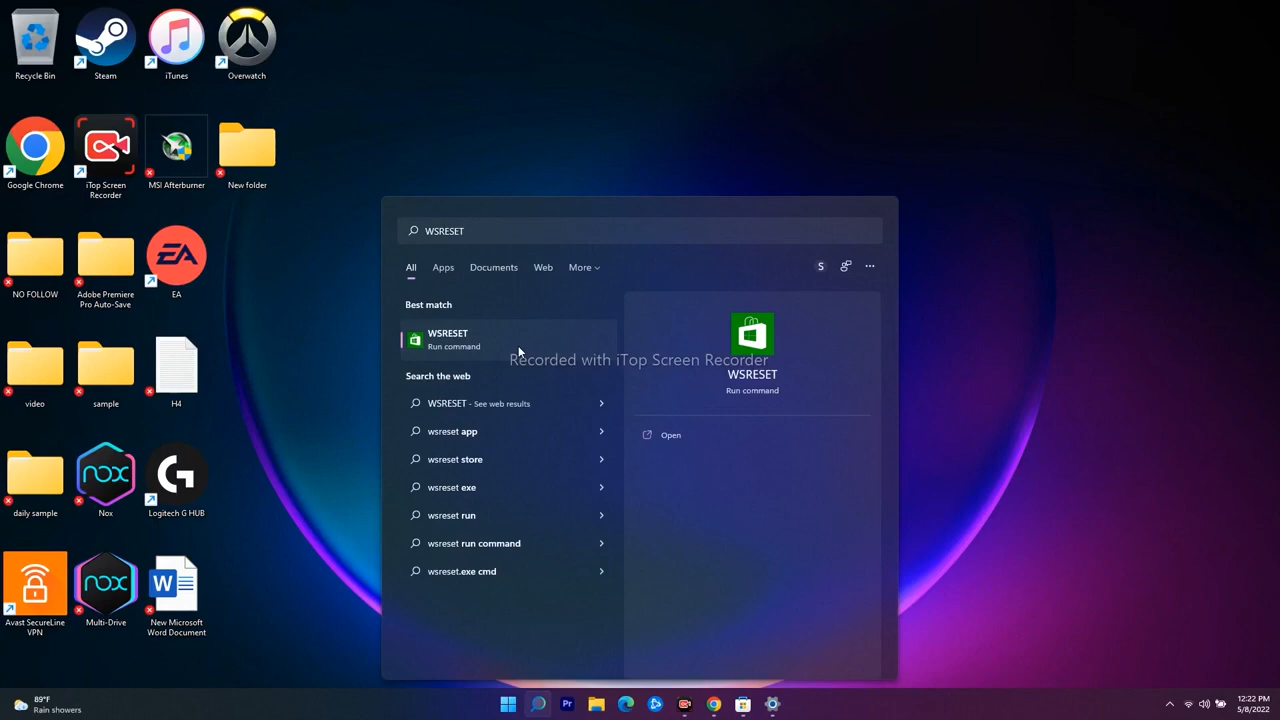 Recycle Bin
Steam
iTunes
Overwatch
Google Chrome
iTop Screen
Recorder
MSI Afterburner
New folder
NO FOLLOW
Adobe Premiere
Pro Auto-Save
EA
EA
video
sample
H4
daily sample
nox
Nox
G
Logitech G HUB
Avast SecureLine
VPN
nox
Multi-Drive
W
New Microsoft
Word Document
WSRESET
All
Apps
Documents
Web
More
S
Best match
WSRESET
Run command
Search the web
WSRESET - See web results
wsreset app
wsreset store
wsreset exe
wsreset run
wsreset run command
wsreset.exe cmd
Recorded with iTop Screen Recorder
WSRESET
Run command
Open
89°F
Rain showers
Pr
12:22 PM
5/8/2022